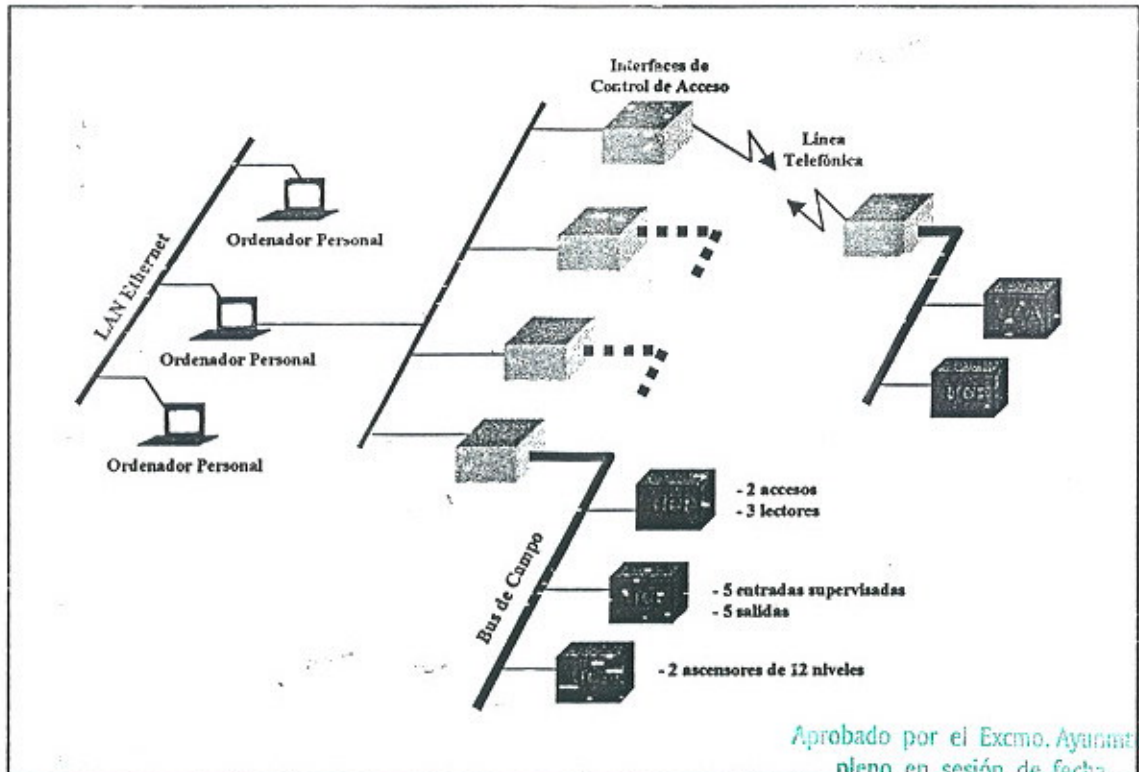 Interfaces de
Control de Acceso
Línea
Telefónica
LAN Ethernet
Ordenador Personal
Ordenador Personal
Ordenador Personal
Bus de Campo
- 2 accesos
- 3 lectores
- 5 entradas supervisadas
- 5 salidas
- 2 ascensores de 12 niveles
Aprobado por el Excmo. Ayuntam
pleno en sesión de fecha